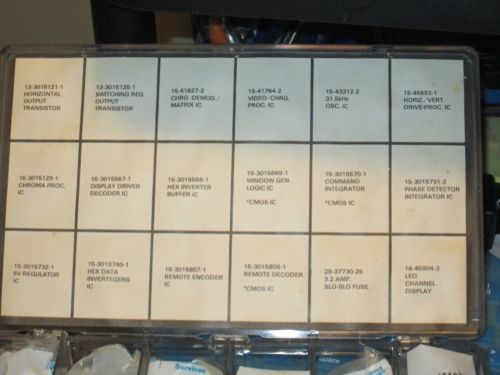 13-3015121-1
HORIZONTAL
OUTPUT
TRANSISTOR
13-3015125-1
SWITCHING REG.
OUTPUT
TRANSISTOR
15-41827-2
CHRO. DEMOD./
MATRIX IC
15-41764-2
VIDEO/CHRO.
PROC. IC
15-43312-2
31.5kHz
OSC. IC
15-45653-1
HORIZ./VERT.
DRIVE-PROC. IC
15-3015129-1
CHROMA PROC.
IC
15-3015567-1
DISPLAY DRIVER
DECODER IC
15-3015568-1
HEX INVERTER
BUFFER IC
15-3015569-1
WINDOW GEN.
LOGIC IC
*CMOS IC
15-3015570-1
COMMAND
INTEGRATOR
*CMOS IC
15-3015731-2
PHASE DETECTOR
INTEGRATOR IC
15-3015732-1
5V REGULATOR
IC
15-3015740-1
HEX DATA
INVERTEGERS
IC
15-3015807-1
REMOTE ENCODER
IC
15-3015808-1
REMOTE DECODER
*CMOS IC
29-37730-25
3.2 AMP.
SLO-BLO FUSE
16-45904-3
LED
CHANNEL
DISPLAY
Services